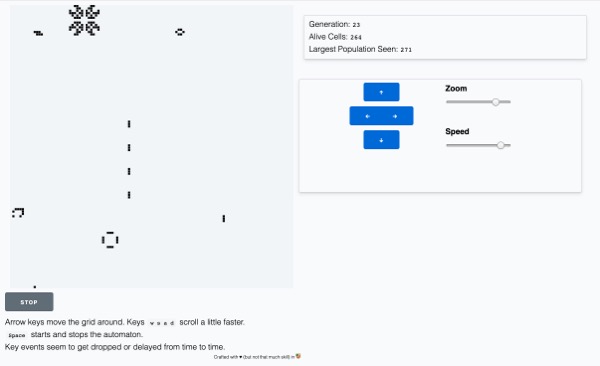 Generation: 23
Alive Cells: 264
Largest Population Seen: 271
↑
← →
↓
Zoom
Speed
STOP
Arrow keys move the grid around. Keys w s a d scroll a little faster.
Space starts and stops the automaton.
Key events seem to get dropped or delayed from time to time.
Crafted with ♥ (but not that much skill) in